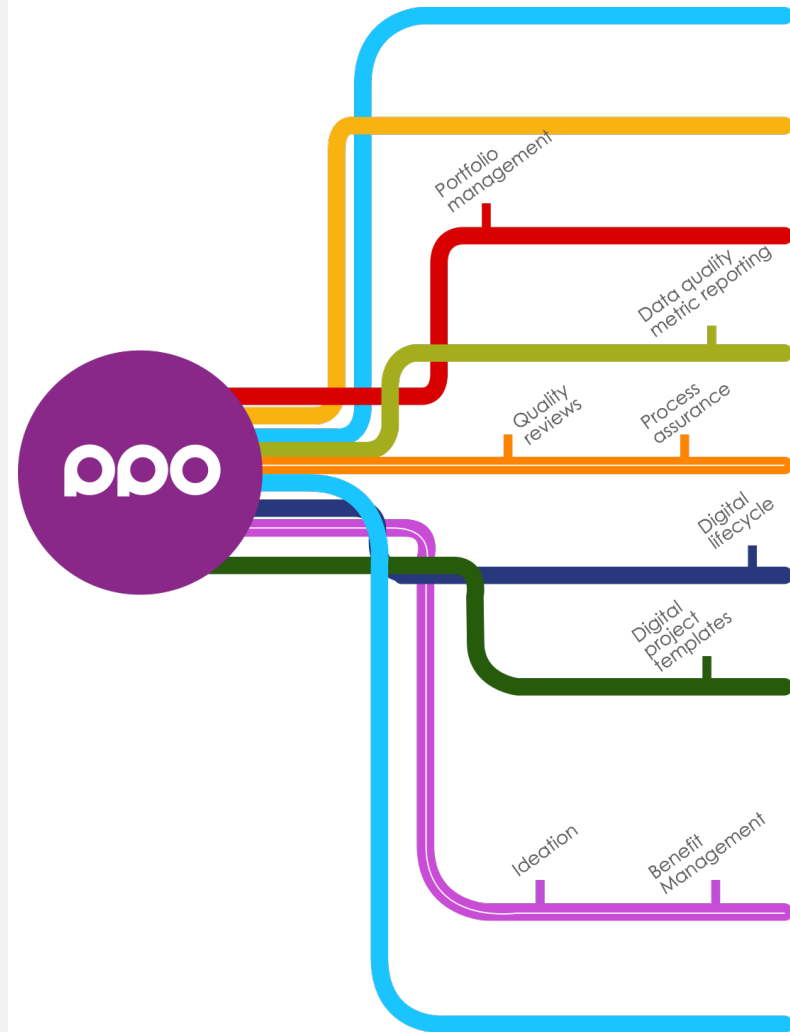 Portfolio
management
Data quality
metric reporting
Quality
reviews
Process
assurance
ppo
Digital
lifecycle
Digital
project
templates
Ideation
Benefit
Management